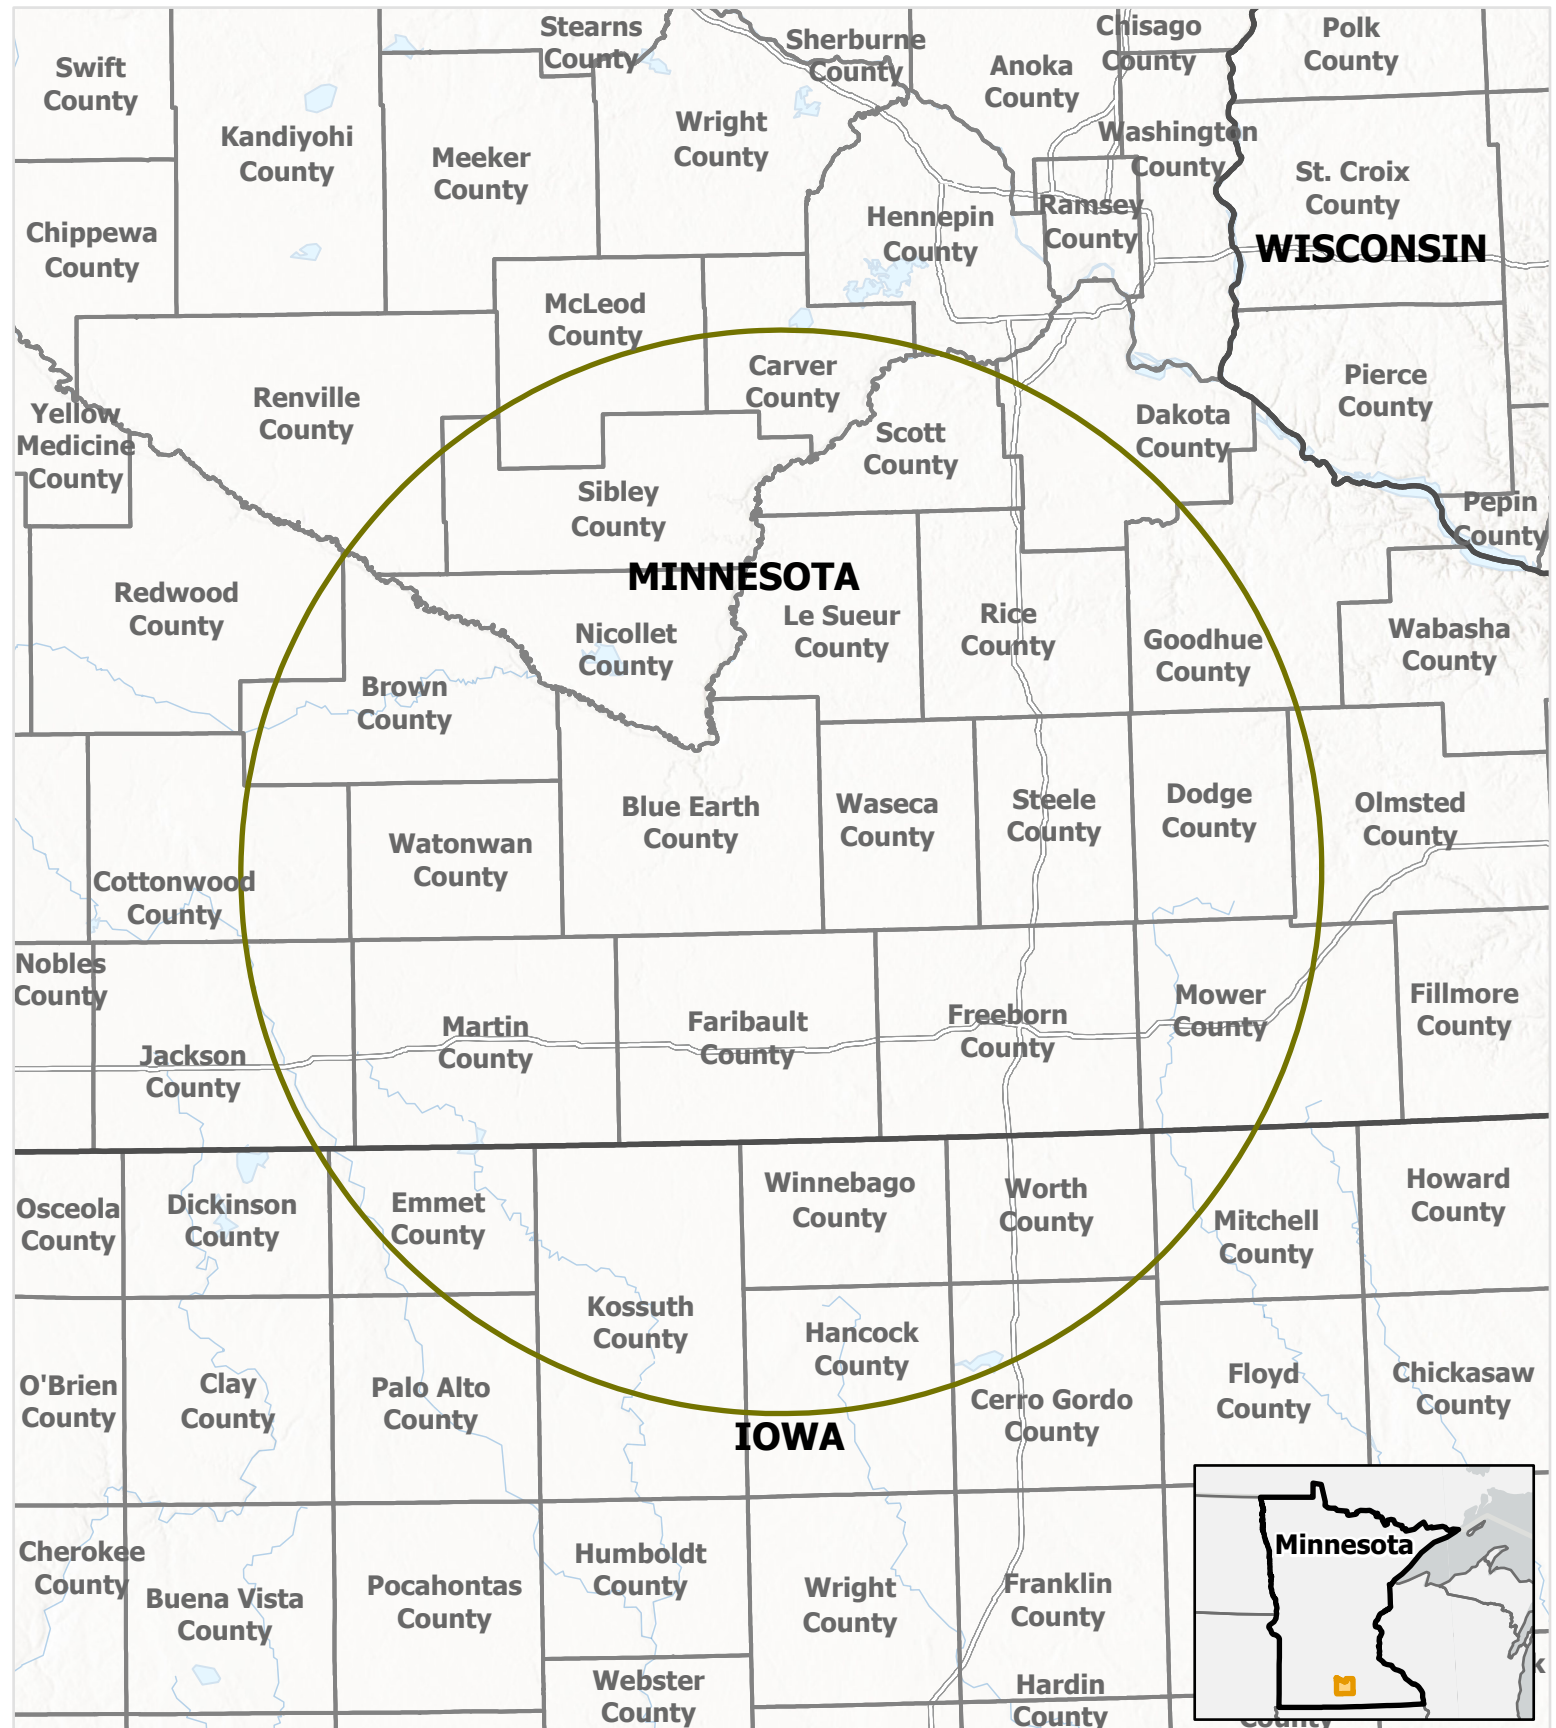 Stearns
County
Sherburne
County
Chisago
County
Polk
County
Swift
County
Anoka
County
Kandiyohi
County
Meeker
County
Wright
County
Washington
County
St. Croix
County
Chippewa
County
Hennepin
County
Ramsey
County
WISCONSIN
McLeod
County
Carver
County
Renville
County
Pierce
County
Yellow
Medicine
County
Scott
County
Dakota
County
Sibley
County
Pepin
County
MINNESOTA
Redwood
County
Nicollet
County
Le Sueur
County
Rice
County
Goodhue
County
Wabasha
County
Brown
County
Blue Earth
County
Waseca
County
Steele
County
Dodge
County
Olmsted
County
Watonwan
County
Cottonwood
County
Nobles
County
Jackson
County
Martin
County
Faribault
County
Freeborn
County
Mower
County
Fillmore
County
Osceola
County
Dickinson
County
Emmet
County
Winnebago
County
Worth
County
Mitchell
County
Howard
County
Kossuth
County
Hancock
County
O'Brien
County
Clay
County
Palo Alto
County
Cerro Gordo
County
Floyd
County
Chickasaw
County
IOWA
Minnesota
Cherokee
County
Buena Vista
County
Pocahontas
County
Humboldt
County
Wright
County
Franklin
County
Webster
County
Hardin
County
County
k